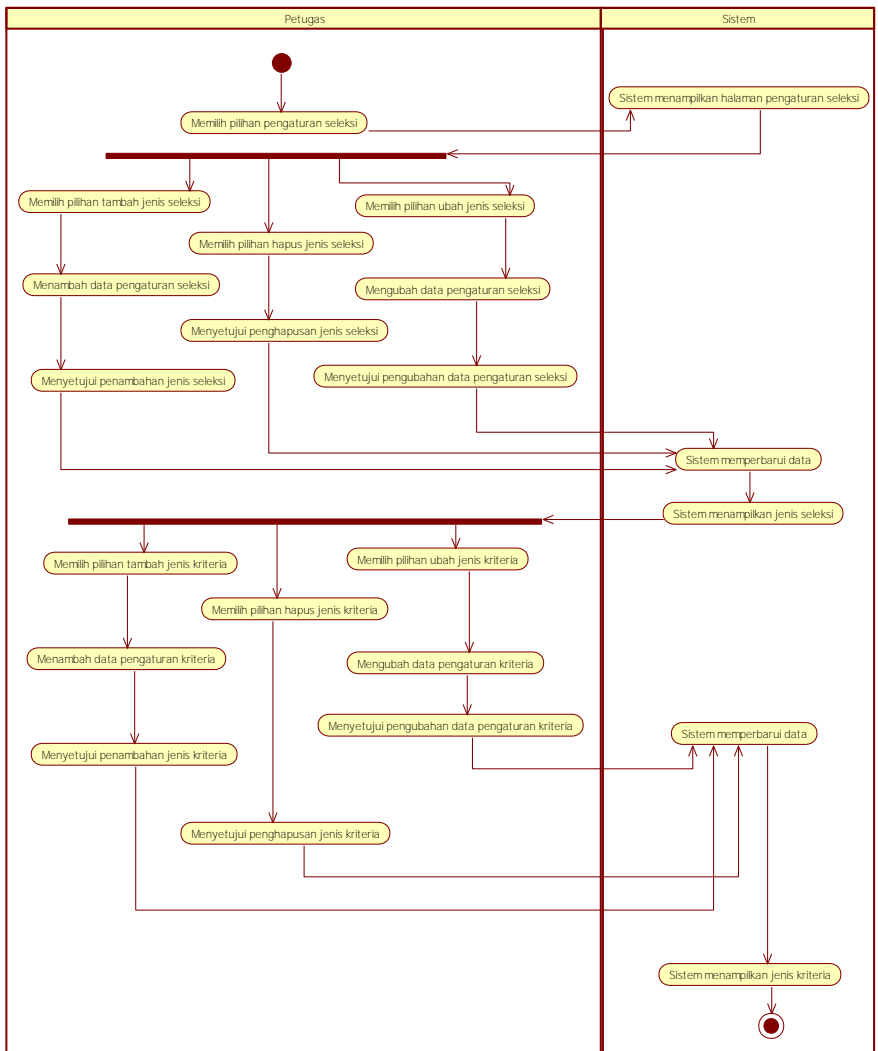 Petugas
Sistem
Sistem menampilkan halaman pengaturan seleksi
Memilih pilihan pengaturan seleksi
Memilih pilihan tambah jenis seleksi
Memilih pilihan ubah jenis seleksi
Memilih pilihan hapus jenis seleksi
Menambah data pengaturan seleksi
Mengubah data pengaturan seleksi
Menyetujui penghapusan jenis seleksi
Menyetujui penambahan jenis seleksi
Menyetujui pengubahan data pengaturan seleksi
Sistem memperbarui data
Sistem menampilkan jenis seleksi
Memilih pilihan tambah jenis kriteria
Memilih pilihan ubah jenis kriteria
Memilih pilihan hapus jenis kriteria
Menambah data pengaturan kriteria
Mengubah data pengaturan kriteria
Menyetujui pengubahan data pengaturan kriteria
Sistem memperbarui data
Menyetujui penambahan jenis kriteria
Menyetujui penghapusan jenis kriteria
Sistem menampilkan jenis kriteria